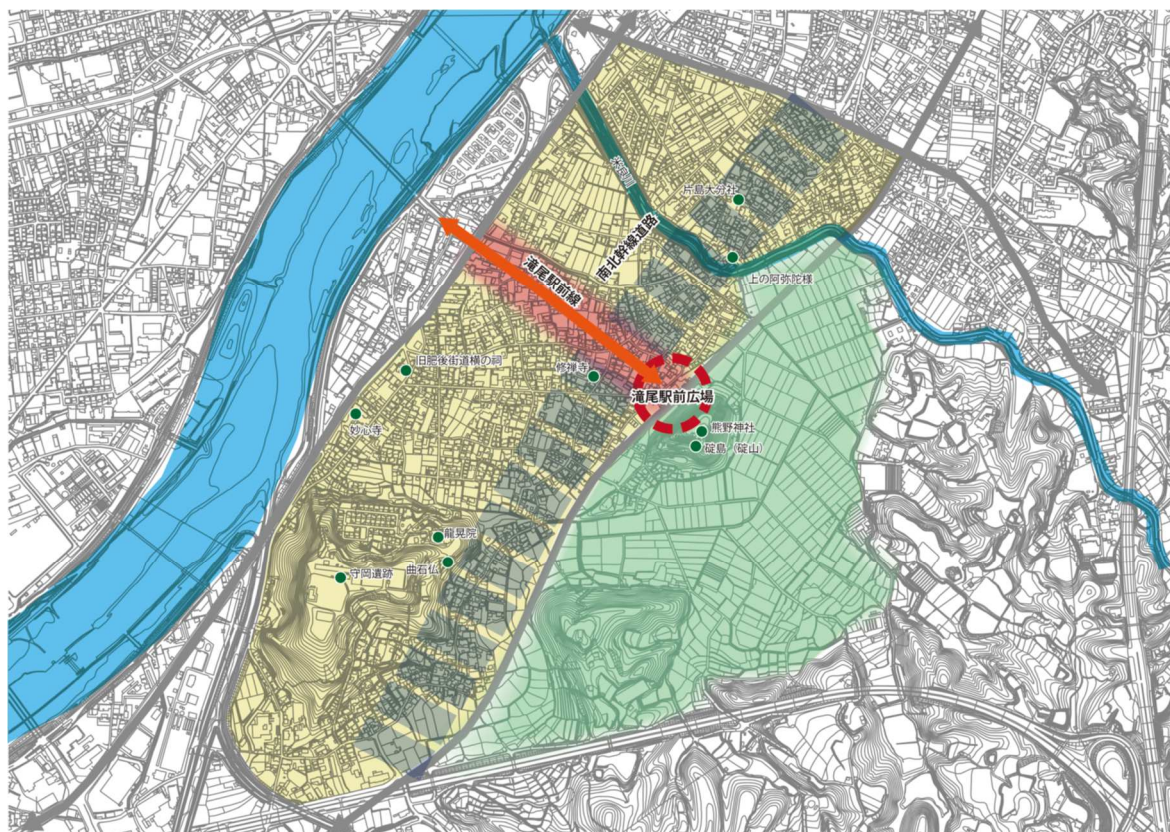 片島大分社
南北幹線道路
滝尾駅前線
上の阿弥陀様
旧肥後街道横の祠
修禅寺
滝尾駅前広場
妙心寺
熊野神社
碇島（碇山）
龍晃院
曲石仏
守岡遺跡